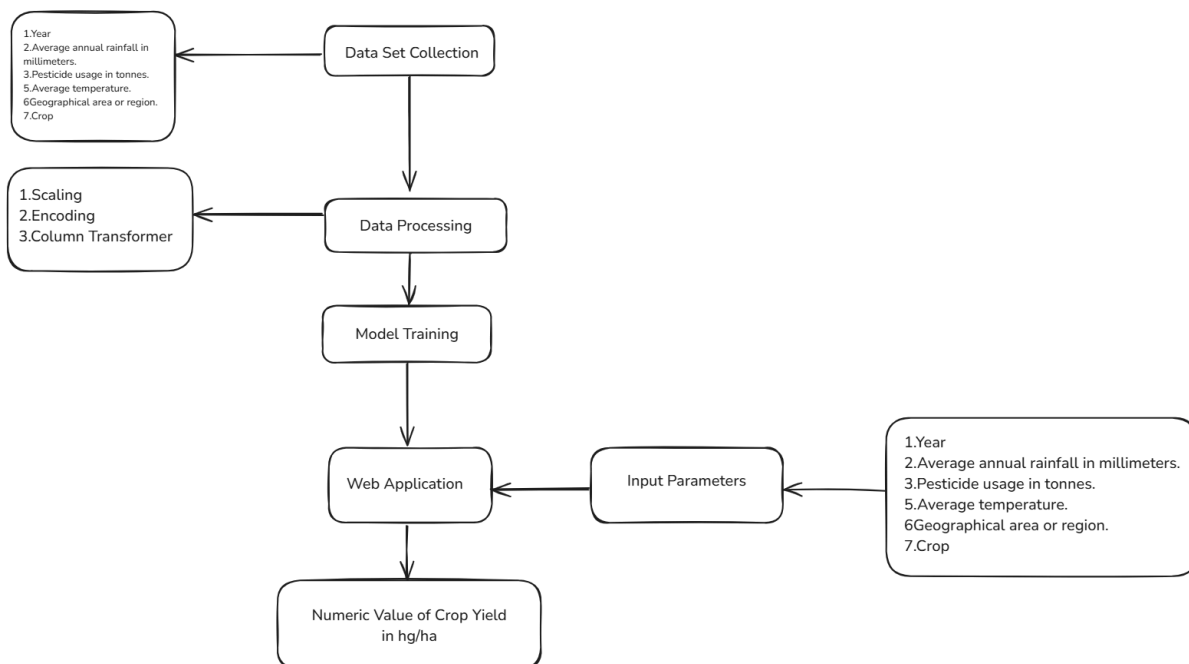 1.Year
2.Average annual rainfall in
millimeters.
3.Pesticide usage in tonnes.
5.Average temperature.
6Geographical area or region.
7.Crop
Data Set Collection
1.Scaling
2.Encoding
3.Column Transformer
Data Processing
Model Training
Web Application
Input Parameters
1.Year
2.Average annual rainfall in millimeters.
3.Pesticide usage in tonnes.
5.Average temperature.
6Geographical area or region.
7.Crop
Numeric Value of Crop Yield
in hg/ha